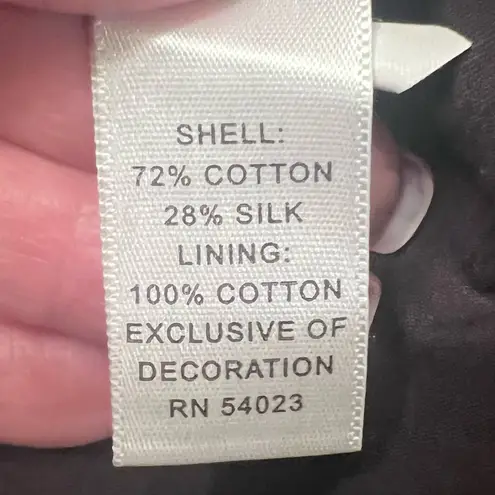 SHELL:
72% COTTON
28% SILK
LINING:
100% COTTON
EXCLUSIVE OF
DECORATION
RN 54023